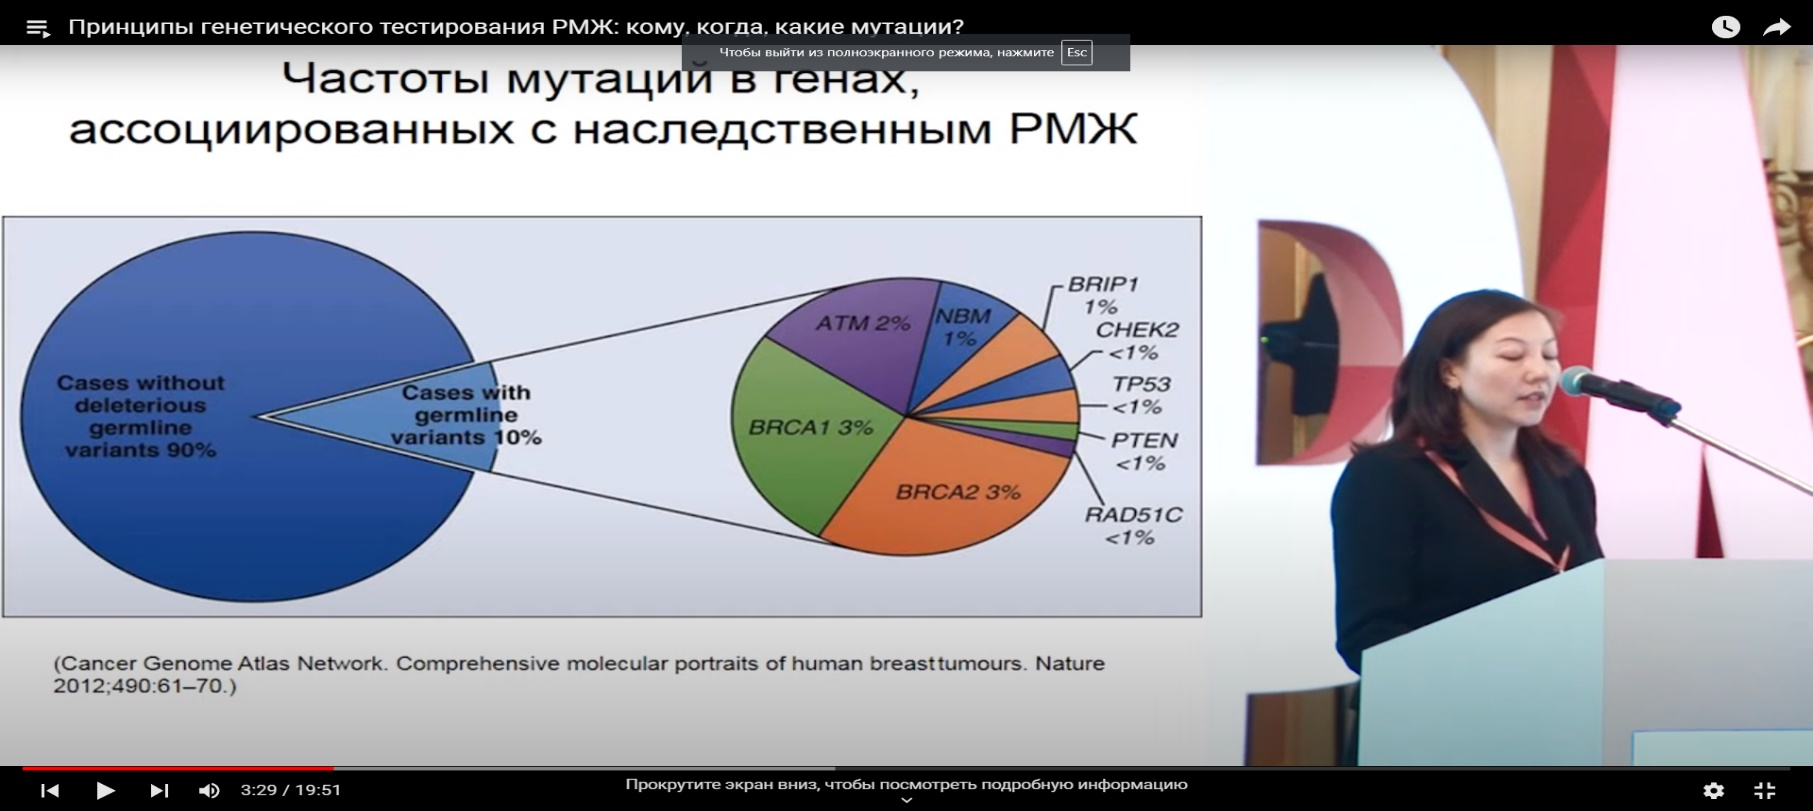 Принципы генетического тестирования РМЖ: кому, когда, какие мутации?
Чтобы выйти из полноэкранного режима, нажмите Esc
Частоты мутаций в генах,
ассоциированных с наследственным РМЖ
Cases without
deleterious
germline
variants 90%
Cases with
germline
variants 10%
ATM 2%
NBM
1%
BRIP1
1%
CHEK2
<1%
TP53
<1%
PTEN
<1%
RAD51C
<1%
BRCA1 3%
BRCA2 3%
(Cancer Genome Atlas Network. Comprehensive molecular portraits of human breast tumours. Nature
2012;490:61–70.)
3:29 / 19:51
Прокрутите экран вниз, чтобы посмотреть подробную информацию